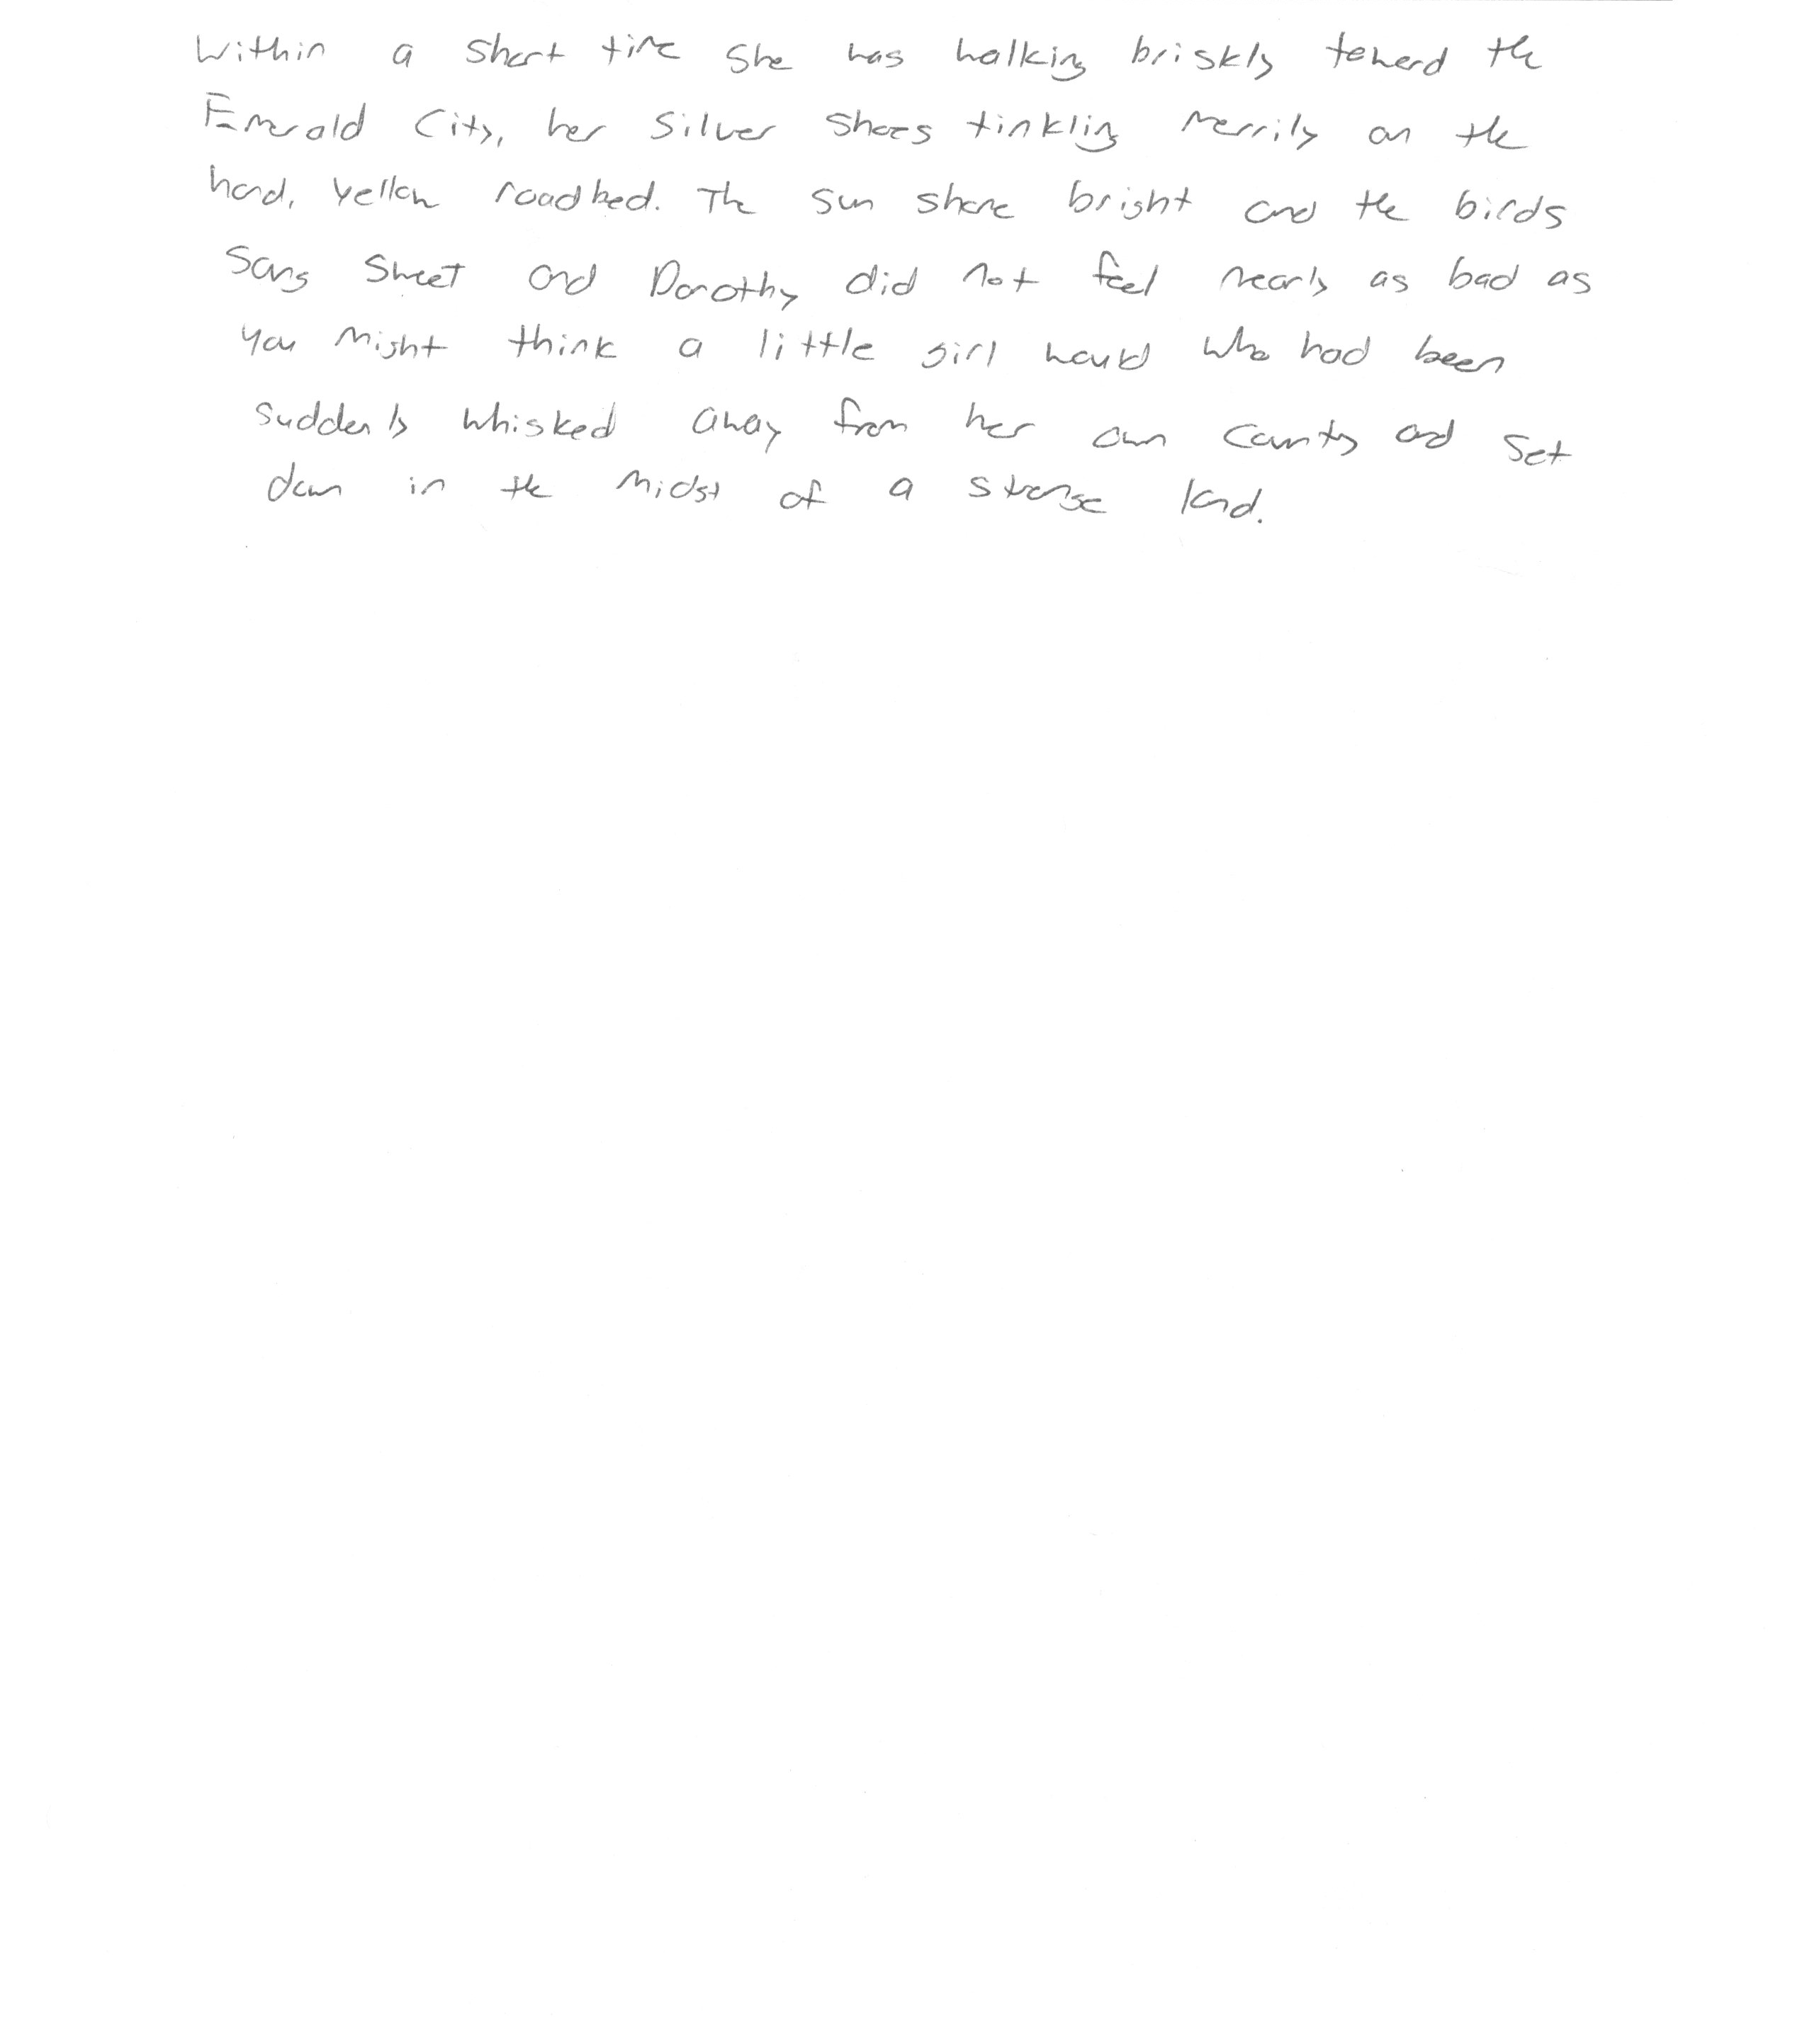 Within a short time she was walking briskly toward the
Emerald City, her Silver Shoes tinkling merrily on the
hard, yellow roadbed. The sun shone bright and the birds
sang sweet and Dorothy did not feel nearly as bad as
you might think a little girl would who had been
suddenly whisked away from her own country and set
down in the midst of a strange land.